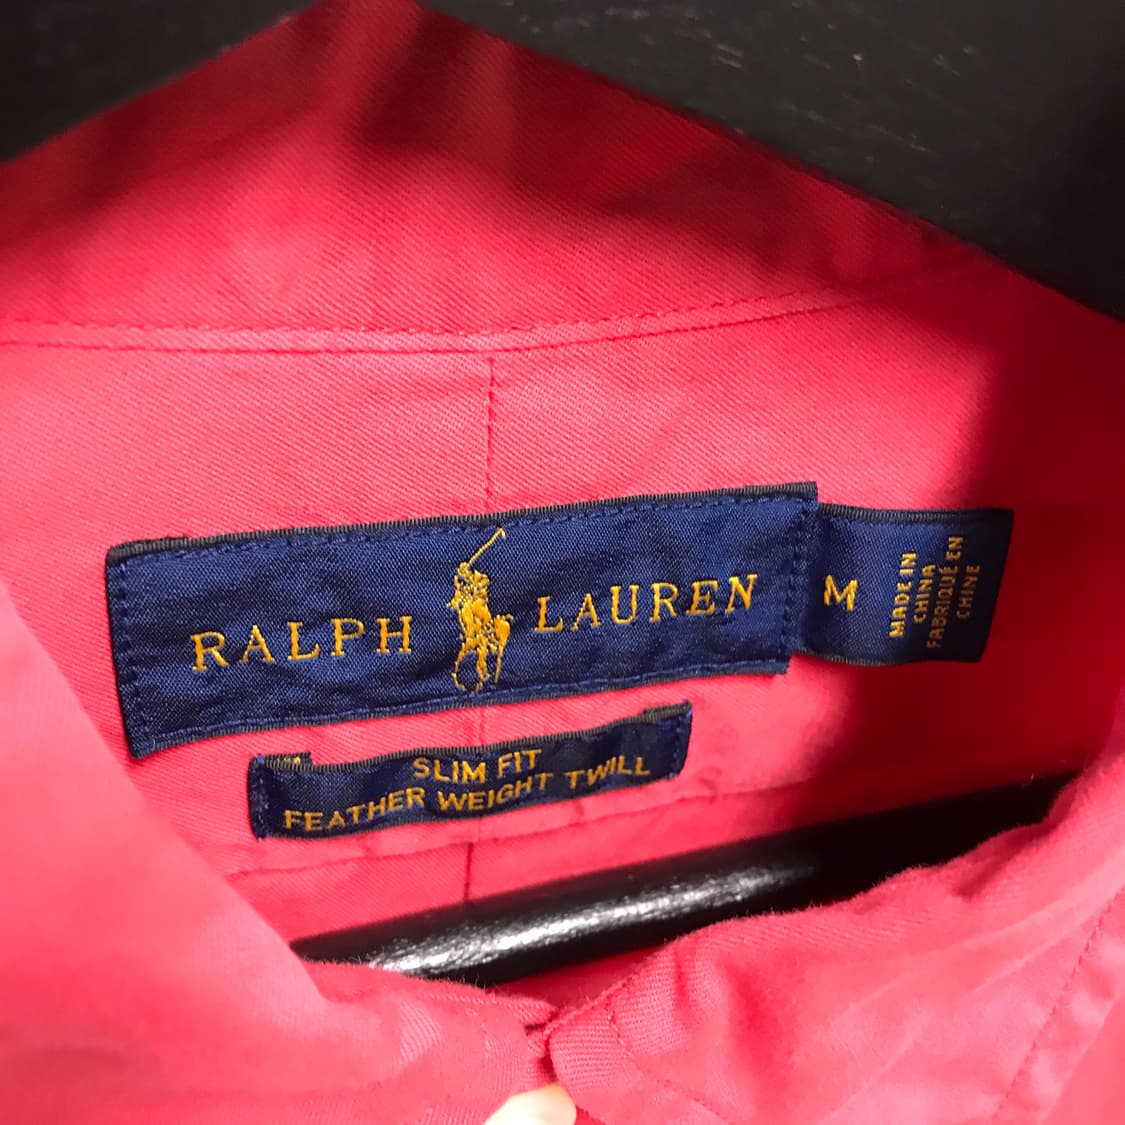 RALPH LAUREN
M
MADE IN
CHINA
FABRIQUÉ EN
CHINE
SLIM FIT
FEATHER WEIGHT TWILL